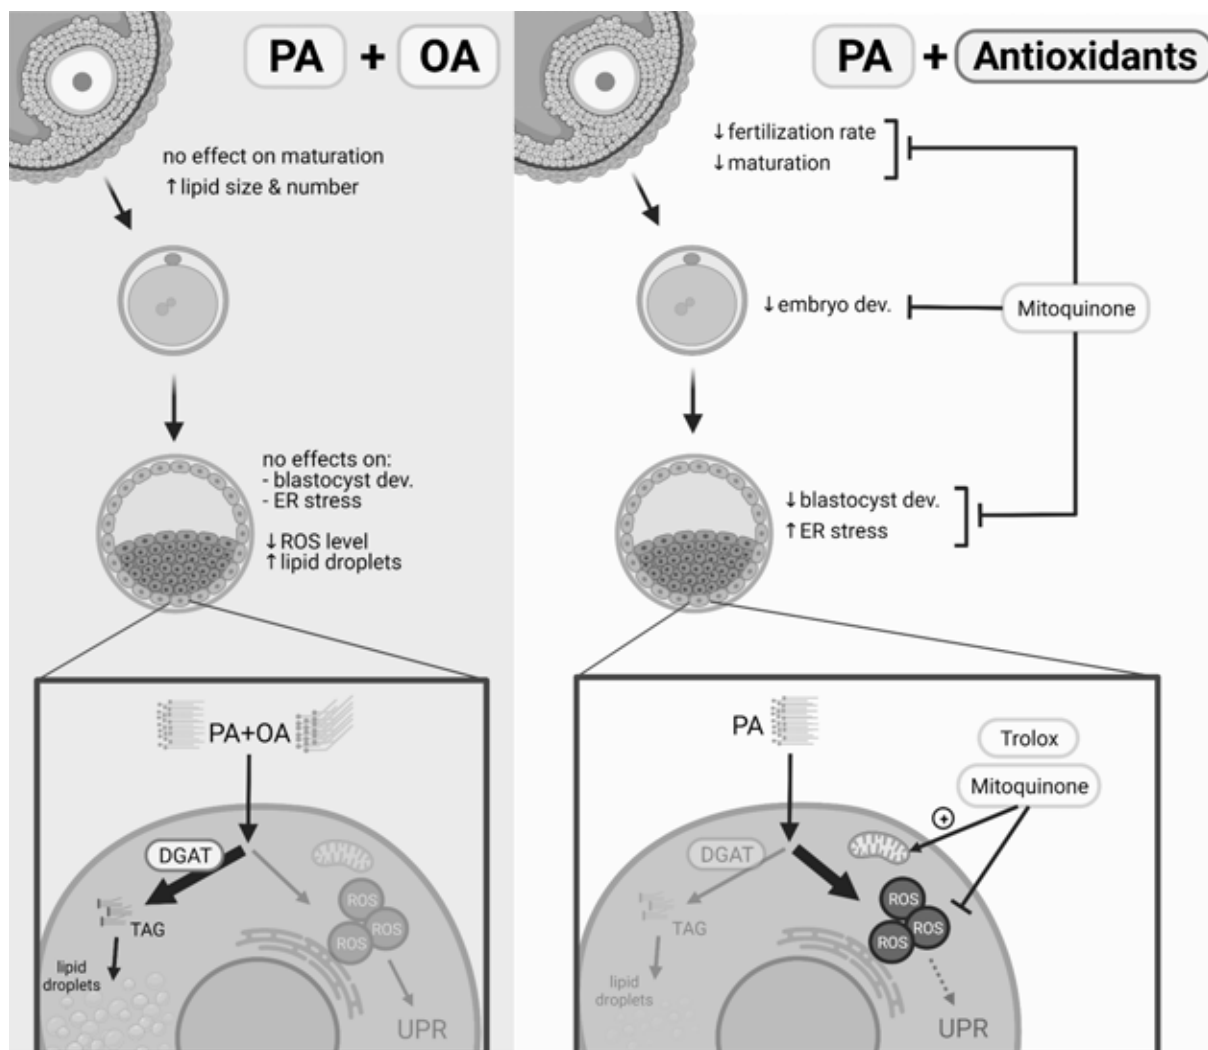 PA + OA
no effect on maturation
↑lipid size & number
no effects on:
- blastocyst dev.
- ER stress
↓ROS level
↑lipid droplets
PA+OA
DGAT
TAG
lipid
droplets
ROS
ROS
ROS
UPR
PA + Antioxidants
↓fertilization rate
↓maturation
↓embryo dev.
Mitoquinone
↓blastocyst dev.
↑ER stress
PA
Trolox
Mitoquinone
+
DGAT
TAG
lipid
droplets
ROS
ROS
ROS
UPR